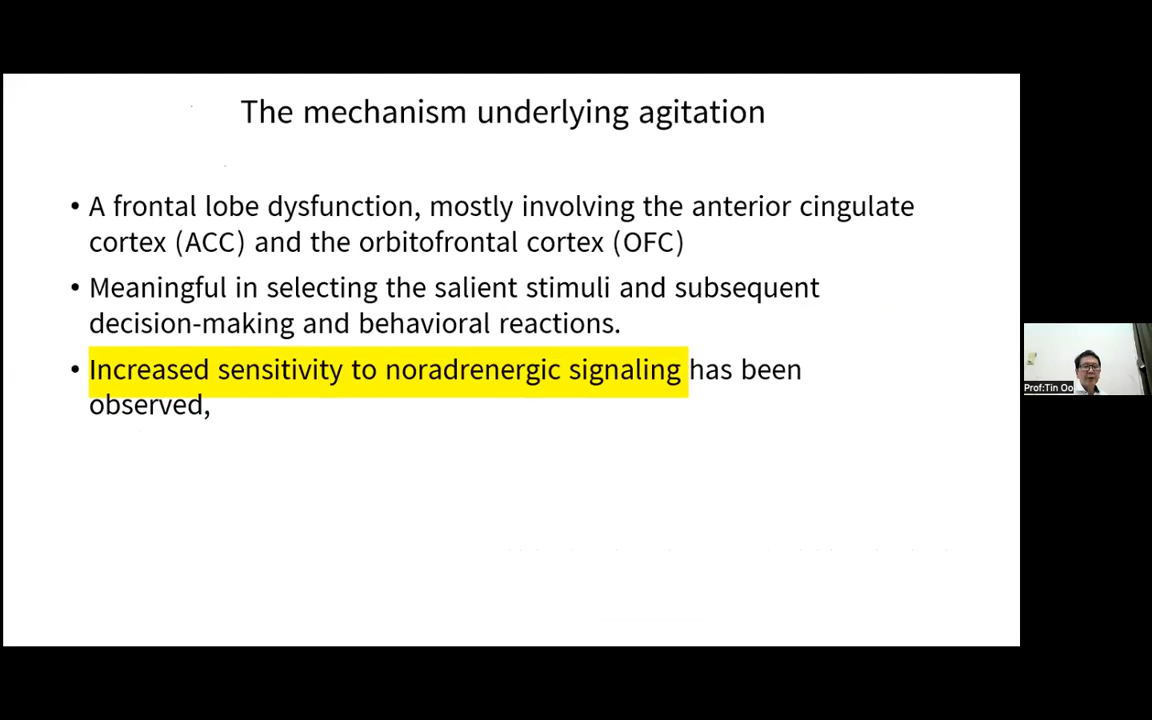 The mechanism underlying agitation
• A frontal lobe dysfunction, mostly involving the anterior cingulate
cortex (ACC) and the orbitofrontal cortex (OFC)
• Meaningful in selecting the salient stimuli and subsequent
decision-making and behavioral reactions.
• Increased sensitivity to noradrenergic signaling has been
observed,
Prof:Tin Oo